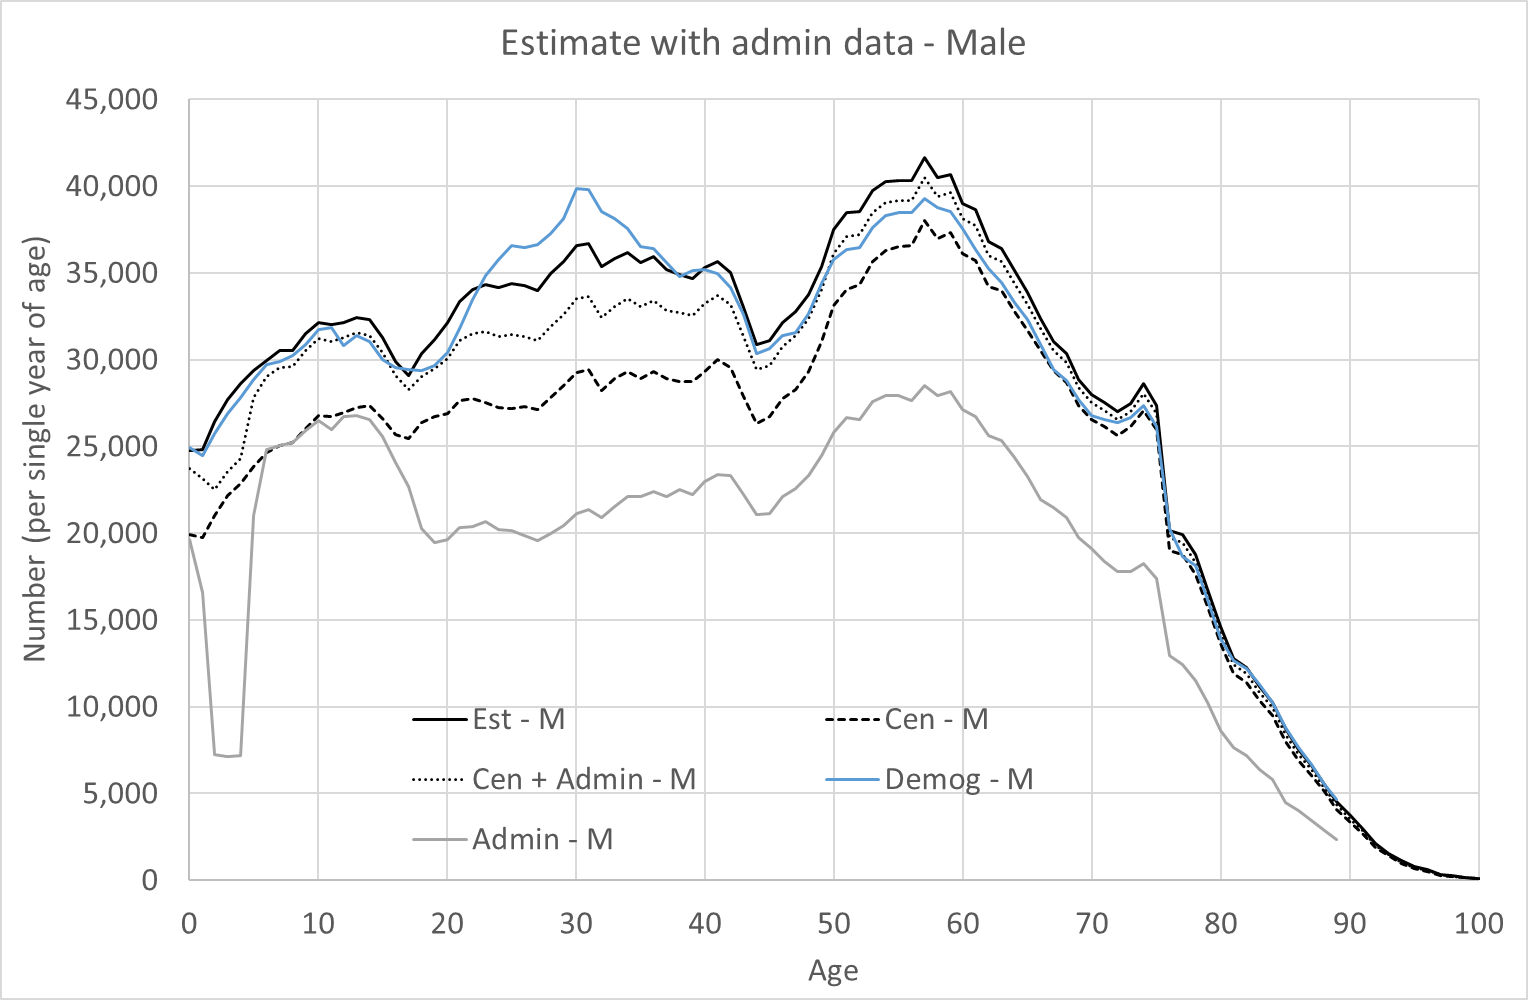 Estimate with admin data - Male
45,000
40,000
35,000
30,000
25,000
20,000
15,000
10,000
5,000
0
Number (per single year of age)
Est - M
Cen - M
Cen + Admin - M
Demog - M
Admin - M
0 10 20 30 40 50 60 70 80 90 100
Age